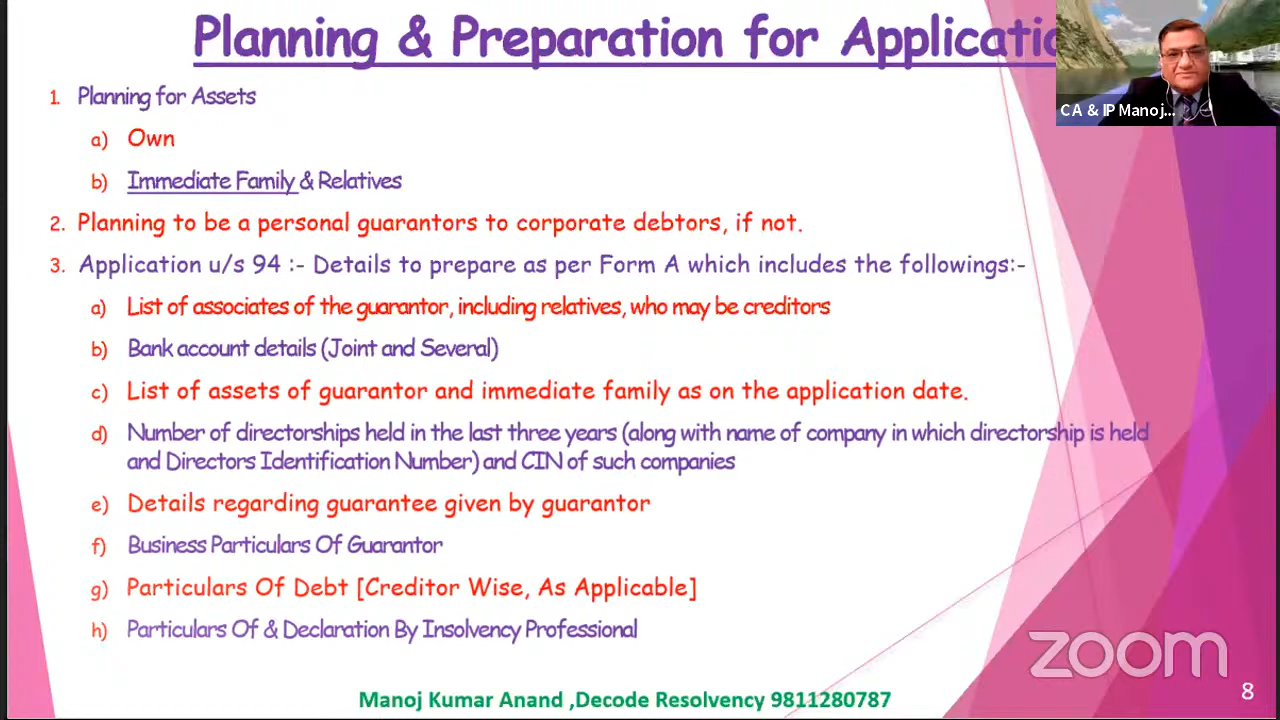 Planning & Preparation for Applicatio
CA & IP Manoj...
1. Planning for Assets
a) Own
b) Immediate Family & Relatives
2. Planning to be a personal guarantors to corporate debtors, if not.
3. Application u/s 94 :- Details to prepare as per Form A which includes the followings:-
a) List of associates of the guarantor, including relatives, who may be creditors
b) Bank account details (Joint and Several)
c) List of assets of guarantor and immediate family as on the application date.
d) Number of directorships held in the last three years (along with name of company in which directorship is held
and Directors Identification Number) and CIN of such companies
e) Details regarding guarantee given by guarantor
f) Business Particulars Of Guarantor
g) Particulars Of Debt [Creditor Wise, As Applicable]
h) Particulars Of & Declaration By Insolvency Professional
zoom
Manoj Kumar Anand ,Decode Resolvency 9811280787
8